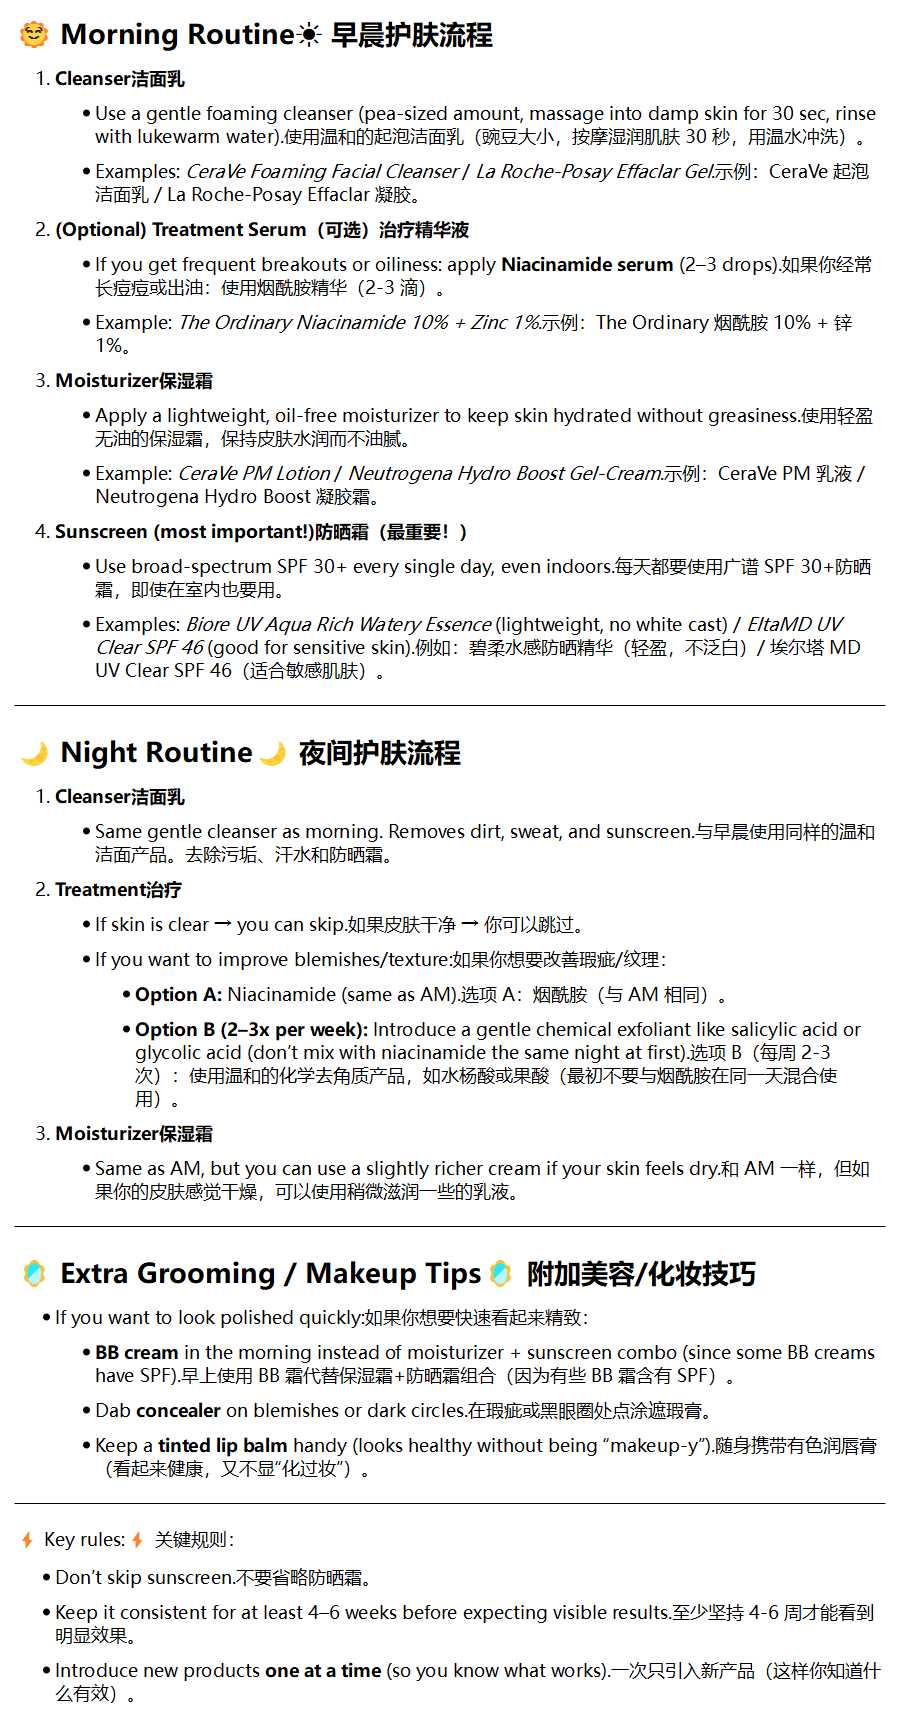 🌞 Morning Routine☀ 早晨护肤流程
1. Cleanser洁面乳
• Use a gentle foaming cleanser (pea-sized amount, massage into damp skin for 30 sec, rinse
with lukewarm water).使用温和的起泡洁面乳（豌豆大小，按摩湿润肌肤 30 秒，用温水冲洗）。
• Examples: CeraVe Foaming Facial Cleanser / La Roche-Posay Effaclar Gel.示例：CeraVe 起泡
洁面乳 / La Roche-Posay Effaclar 凝胶。
2. (Optional) Treatment Serum（可选）治疗精华液
• If you get frequent breakouts or oiliness: apply Niacinamide serum (2–3 drops).如果你经常
长痘痘或出油：使用烟酰胺精华（2-3 滴）。
• Example: The Ordinary Niacinamide 10% + Zinc 1%.示例：The Ordinary 烟酰胺 10% + 锌
1%。
3. Moisturizer保湿霜
• Apply a lightweight, oil-free moisturizer to keep skin hydrated without greasiness.使用轻盈
无油的保湿霜，保持皮肤水润而不油腻。
• Example: CeraVe PM Lotion / Neutrogena Hydro Boost Gel-Cream.示例：CeraVe PM 乳液 /
Neutrogena Hydro Boost 凝胶霜。
4. Sunscreen (most important!)防晒霜（最重要！）
• Use broad-spectrum SPF 30+ every single day, even indoors.每天都要使用广谱 SPF 30+防晒
霜，即使在室内也要用。
• Examples: Biore UV Aqua Rich Watery Essence (lightweight, no white cast) / EltaMD UV
Clear SPF 46 (good for sensitive skin).例如：碧柔水感防晒精华（轻盈，不泛白）/ 埃尔塔 MD
UV Clear SPF 46（适合敏感肌肤）。
🌙 Night Routine🌙 夜间护肤流程
1. Cleanser洁面乳
• Same gentle cleanser as morning. Removes dirt, sweat, and sunscreen.与早晨使用同样的温和
洁面产品。去除污垢、汗水和防晒霜。
2. Treatment治疗
• If skin is clear → you can skip.如果皮肤干净 → 你可以跳过。
• If you want to improve blemishes/texture:如果你想要改善瑕疵/纹理：
• Option A: Niacinamide (same as AM).选项 A：烟酰胺（与 AM 相同）。
• Option B (2–3x per week): Introduce a gentle chemical exfoliant like salicylic acid or
glycolic acid (don’t mix with niacinamide the same night at first).选项 B（每周 2-3
次）：使用温和的化学去角质产品，如水杨酸或果酸（最初不要与烟酰胺在同一天混合使
用）。
3. Moisturizer保湿霜
• Same as AM, but you can use a slightly richer cream if your skin feels dry.和 AM 一样，但如
果你的皮肤感觉干燥，可以使用稍微滋润一些的乳液。
🪞 Extra Grooming / Makeup Tips🪞 附加美容/化妆技巧
• If you want to look polished quickly:如果你想要快速看起来精致：
• BB cream in the morning instead of moisturizer + sunscreen combo (since some BB creams
have SPF).早上使用 BB 霜代替保湿霜+防晒霜组合（因为有些 BB 霜含有 SPF）。
• Dab concealer on blemishes or dark circles.在瑕疵或黑眼圈处点涂遮瑕膏。
• Keep a tinted lip balm handy (looks healthy without being “makeup-y”).随身携带有色润唇膏
（看起来健康，又不显“化过妆”）。
⚡ Key rules:⚡ 关键规则：
• Don’t skip sunscreen.不要省略防晒霜。
• Keep it consistent for at least 4–6 weeks before expecting visible results.至少坚持 4-6 周才能看到
明显效果。
• Introduce new products one at a time (so you know what works).一次只引入新产品（这样你知道什
么有效）。